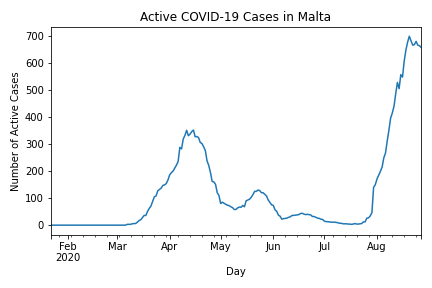 Active COVID-19 Cases in Malta
Number of Active Cases
700
600
500
400
300
200
100
0
Feb Mar Apr May Jun Jul Aug
2020
Day